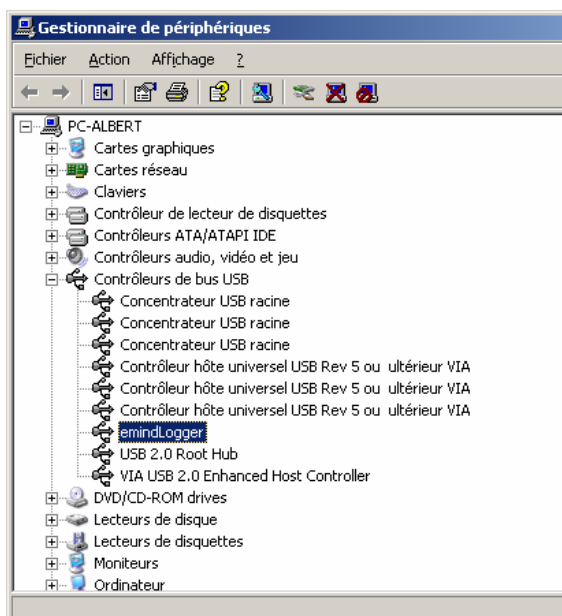 Gestionnaire de périphériques
Fichier Action Affichage ?
PC-ALBERT
Cartes graphiques
Cartes réseau
Claviers
Contrôleur de lecteur de disquettes
Contrôleurs ATA/ATAPI IDE
Contrôleurs audio, vidéo et jeu
Contrôleurs de bus USB
Concentrateur USB racine
Concentrateur USB racine
Concentrateur USB racine
Contrôleur hôte universel USB Rev 5 ou ultérieur VIA
Contrôleur hôte universel USB Rev 5 ou ultérieur VIA
Contrôleur hôte universel USB Rev 5 ou ultérieur VIA
emindLogger
USB 2.0 Root Hub
VIA USB 2.0 Enhanced Host Controller
DVD/CD-ROM drives
Lecteurs de disque
Lecteurs de disquettes
Moniteurs
Ordinateur